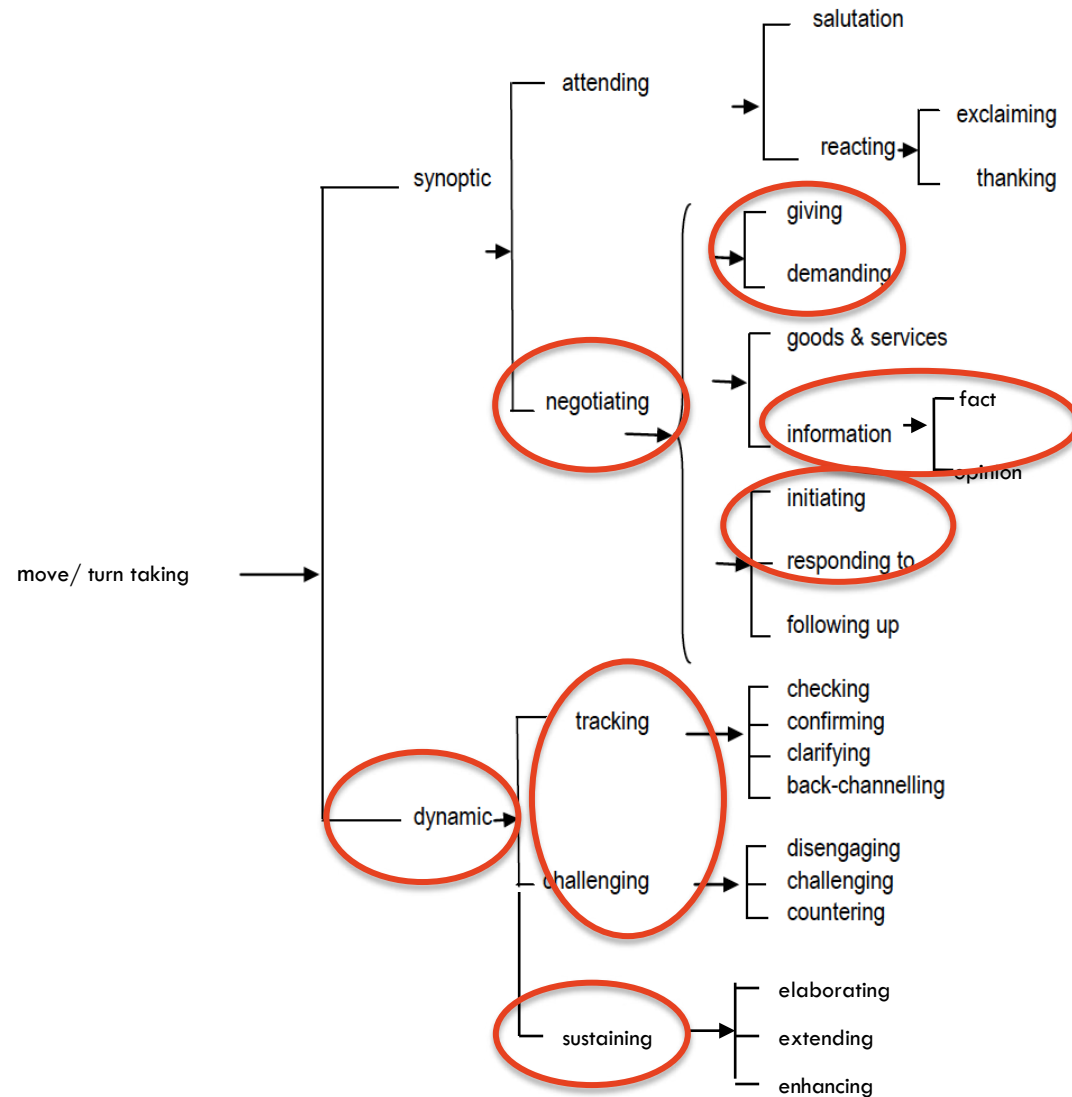 salutation
attending
exclaiming
reacting
synoptic
thanking
giving
demanding
goods & services
negotiating
fact
information
opinion
initiating
responding to
move/ turn taking
following up
checking
tracking
confirming
clarifying
back-channelling
dynamic
disengaging
challenging
challenging
countering
elaborating
sustaining
extending
enhancing